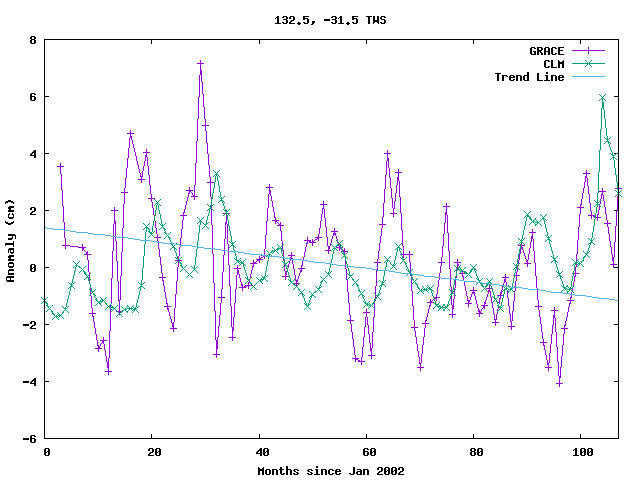 132.5, -31.5 TWS
GRACE
CLM
Trend Line
8
6
4
2
0
-2
-4
-6
Anomaly (cm)
0 20 40 60 80 100
Months since Jan 2002